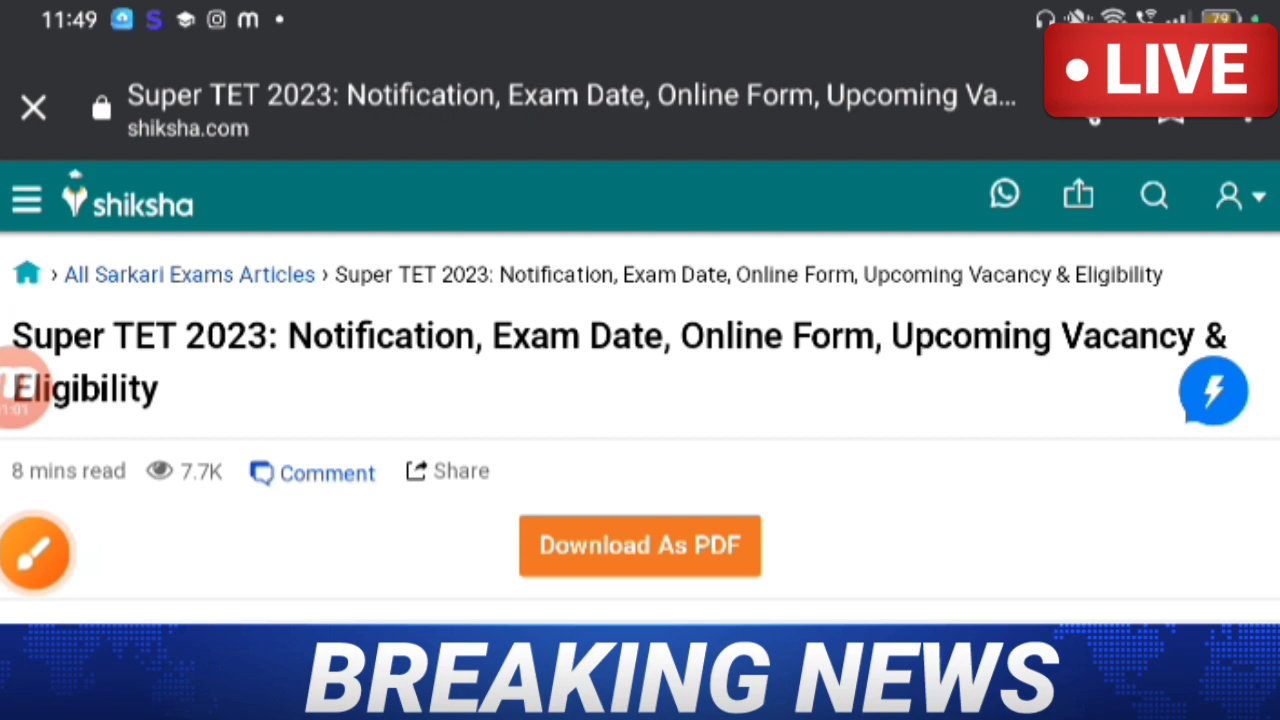 11:49
79
LIVE
Super TET 2023: Notification, Exam Date, Online Form, Upcoming Va...
shiksha.com
shiksha
› All Sarkari Exams Articles › Super TET 2023: Notification, Exam Date, Online Form, Upcoming Vacancy & Eligibility
Super TET 2023: Notification, Exam Date, Online Form, Upcoming Vacancy &
Eligibility
8 mins read 7.7K Comment Share
Download As PDF
BREAKING NEWS